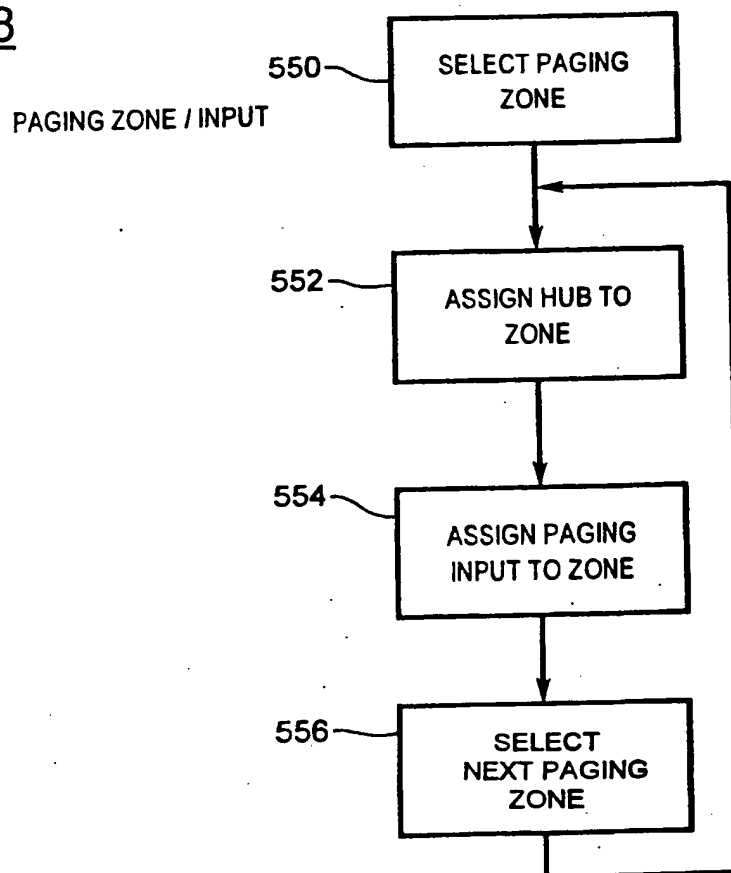 8
550
SELECT PAGING
ZONE
PAGING ZONE / INPUT
552
ASSIGN HUB TO
ZONE
554
ASSIGN PAGING
INPUT TO ZONE
556
SELECT
NEXT PAGING
ZONE